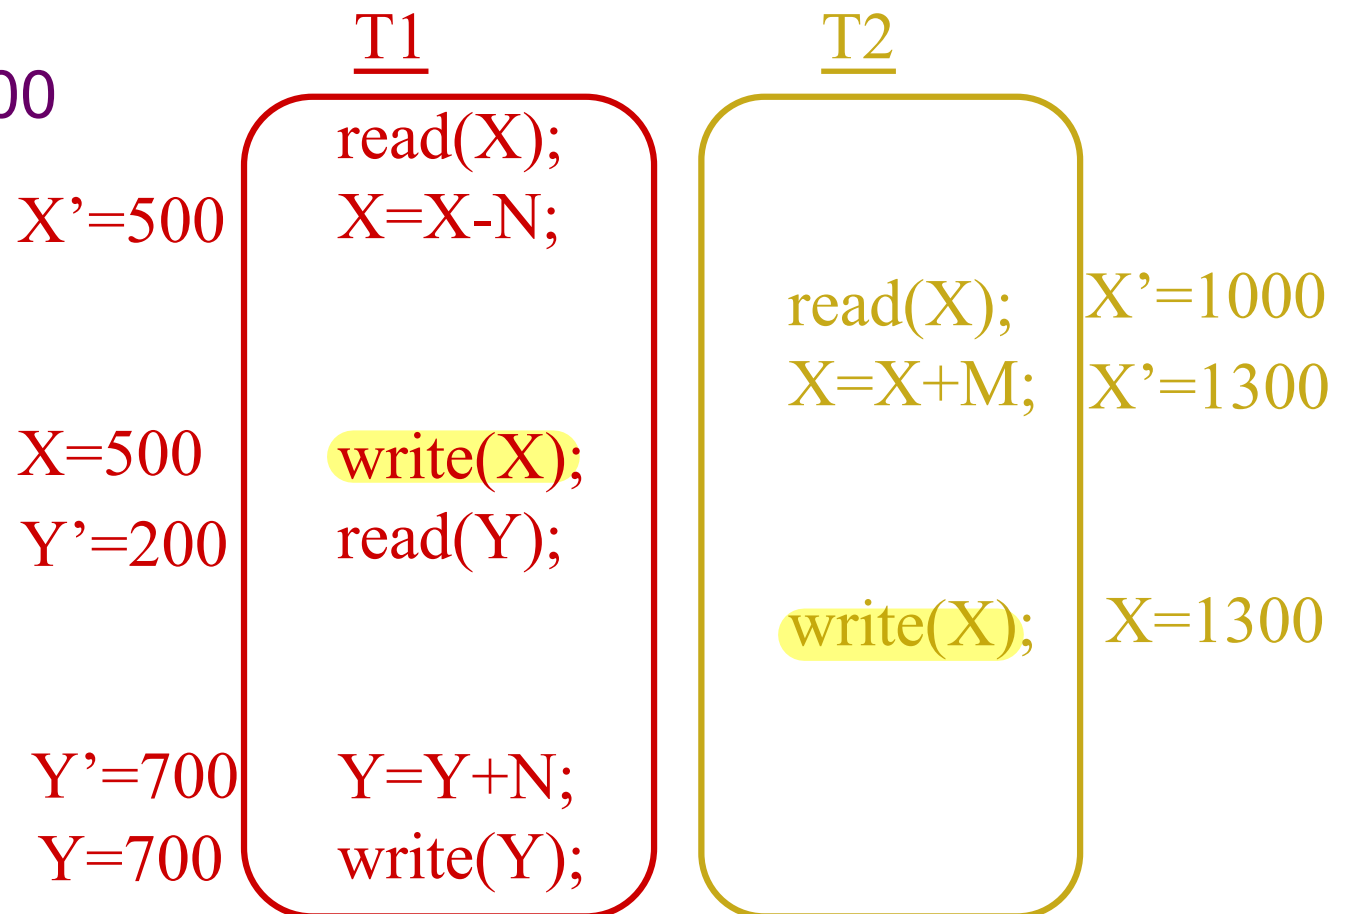 T1 T2
00
read(X);
X’=500 X=X-N;
read(X); X’=1000
X=X+M; X’=1300
X=500 write(X);
Y’=200 read(Y);
write(X); X=1300
Y’=700 Y=Y+N;
Y=700 write(Y);